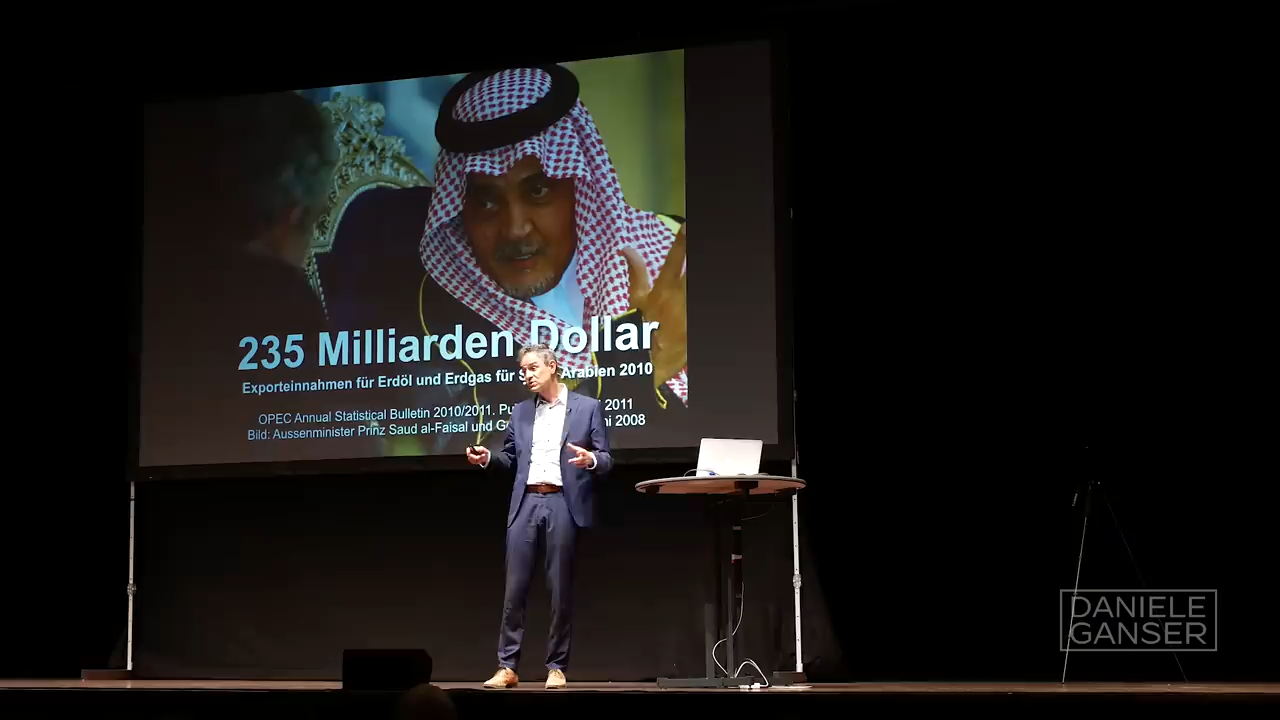 235 Milliarden Dollar
Exporteinnahmen für Erdöl und Erdgas für Arabien 2010
OPEC Annual Statistical Bulletin 2010/2011. 2011
Bild: Aussenminister Prinz Saud al-Faisal und 2008
DANIELE
GANSER